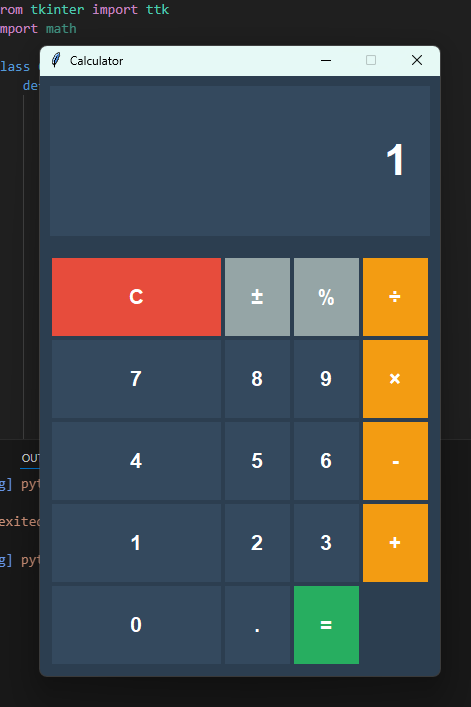 rom tkinter import ttk
mport math
lass
de
Calculator
1
C ± % ÷
7 8 9 ×
4 5 6 -
1 2 3 +
0 . =
OUT
g] pyt
exited
g] pyt